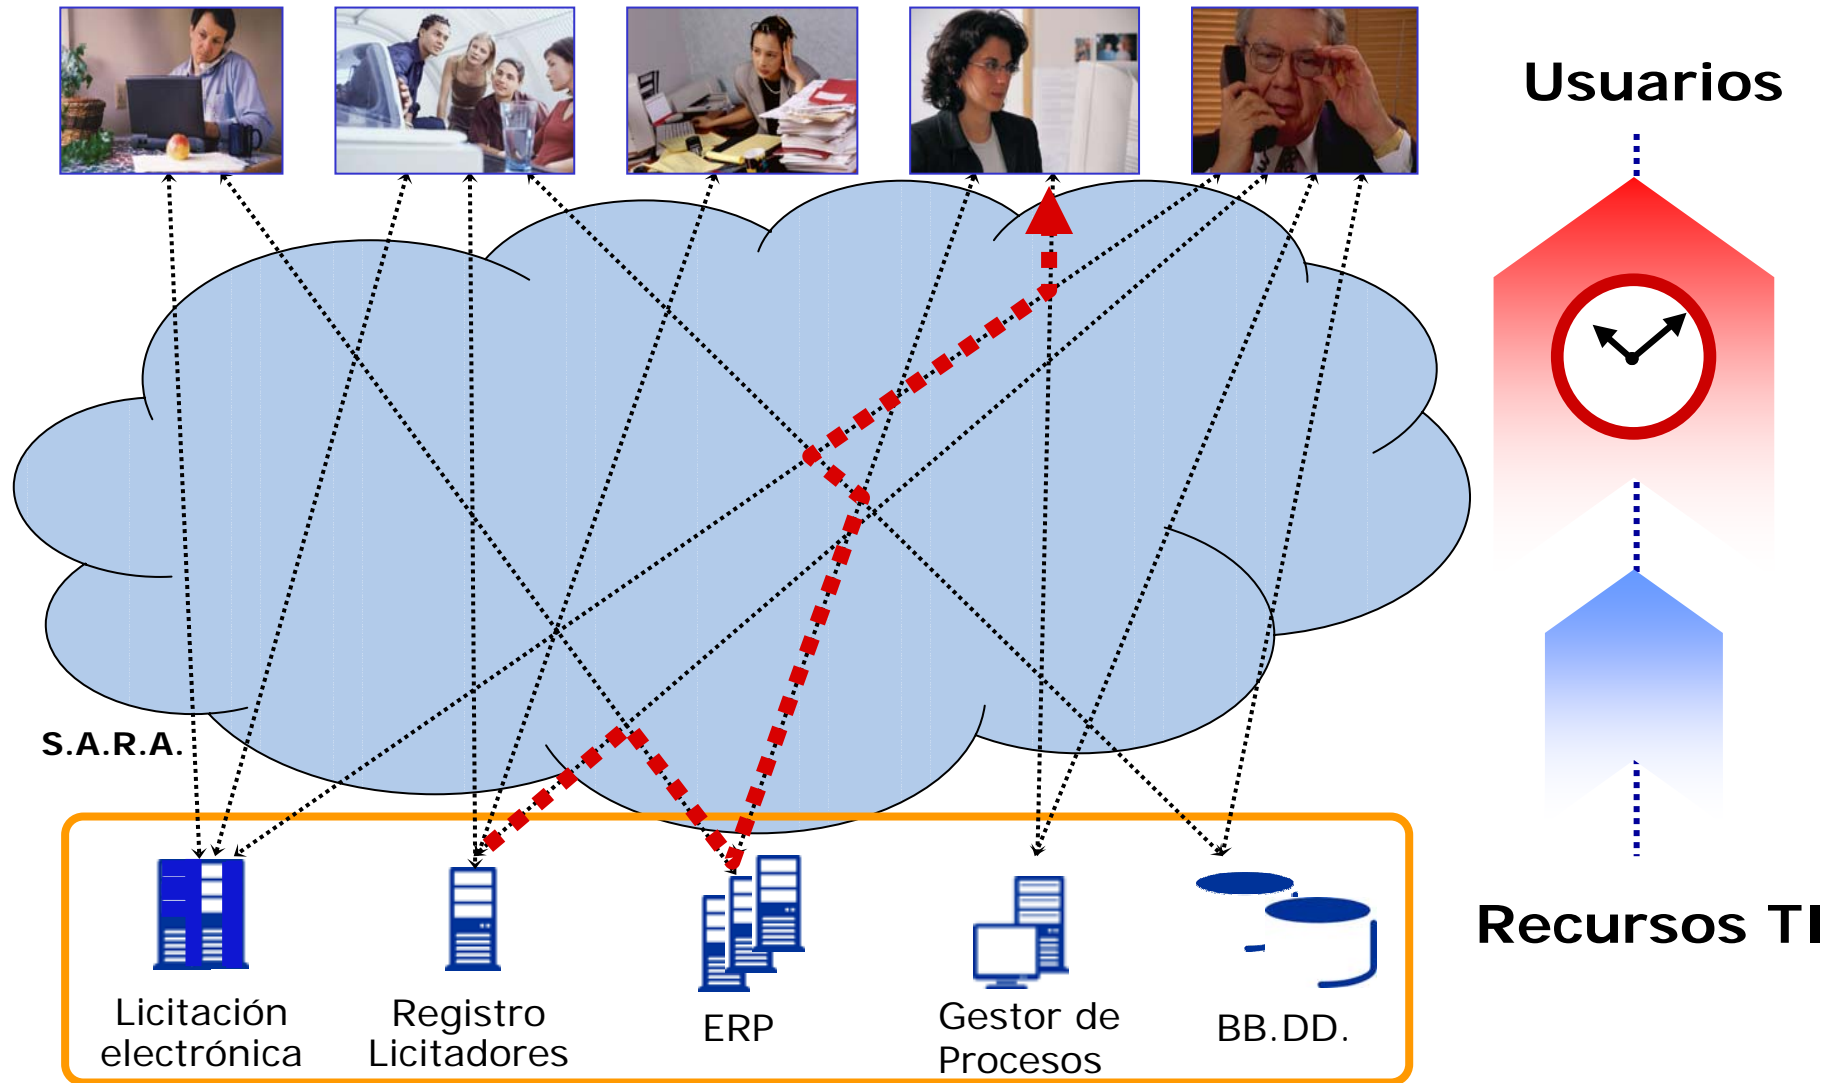 Usuarios
S.A.R.A.
Recursos TI
Licitación
electrónica
Registro
Licitadores
ERP
Gestor de
Procesos
BB.DD.